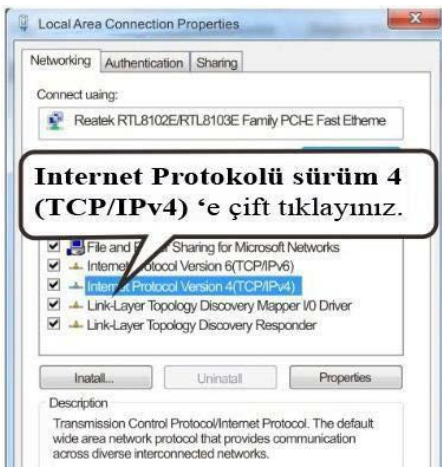 Local Area Connection Properties
Networking Authentication Sharing
Connect uaing:
Reatek RTL8102E/RTL8103E Family PCI-E Fast Etheme
Internet Protokolü sürüm 4
(TCP/IPv4) ‘e çift tıklayınız.
File and Sharing for Microsoft Networks
Internet Protocol Version 6(TCP/IPv6)
Internet Protocol Version 4(TCP/IPv4)
Link-Layer Topology Discovery Mapper I/0 Driver
Link-Layer Topology Discovery Responder
Inatall... Uninatall Properties
Description
Transmission Control Protocol/Internet Protocol. The default
wide area network protocol that provides communication
across diverse interconnected networks.